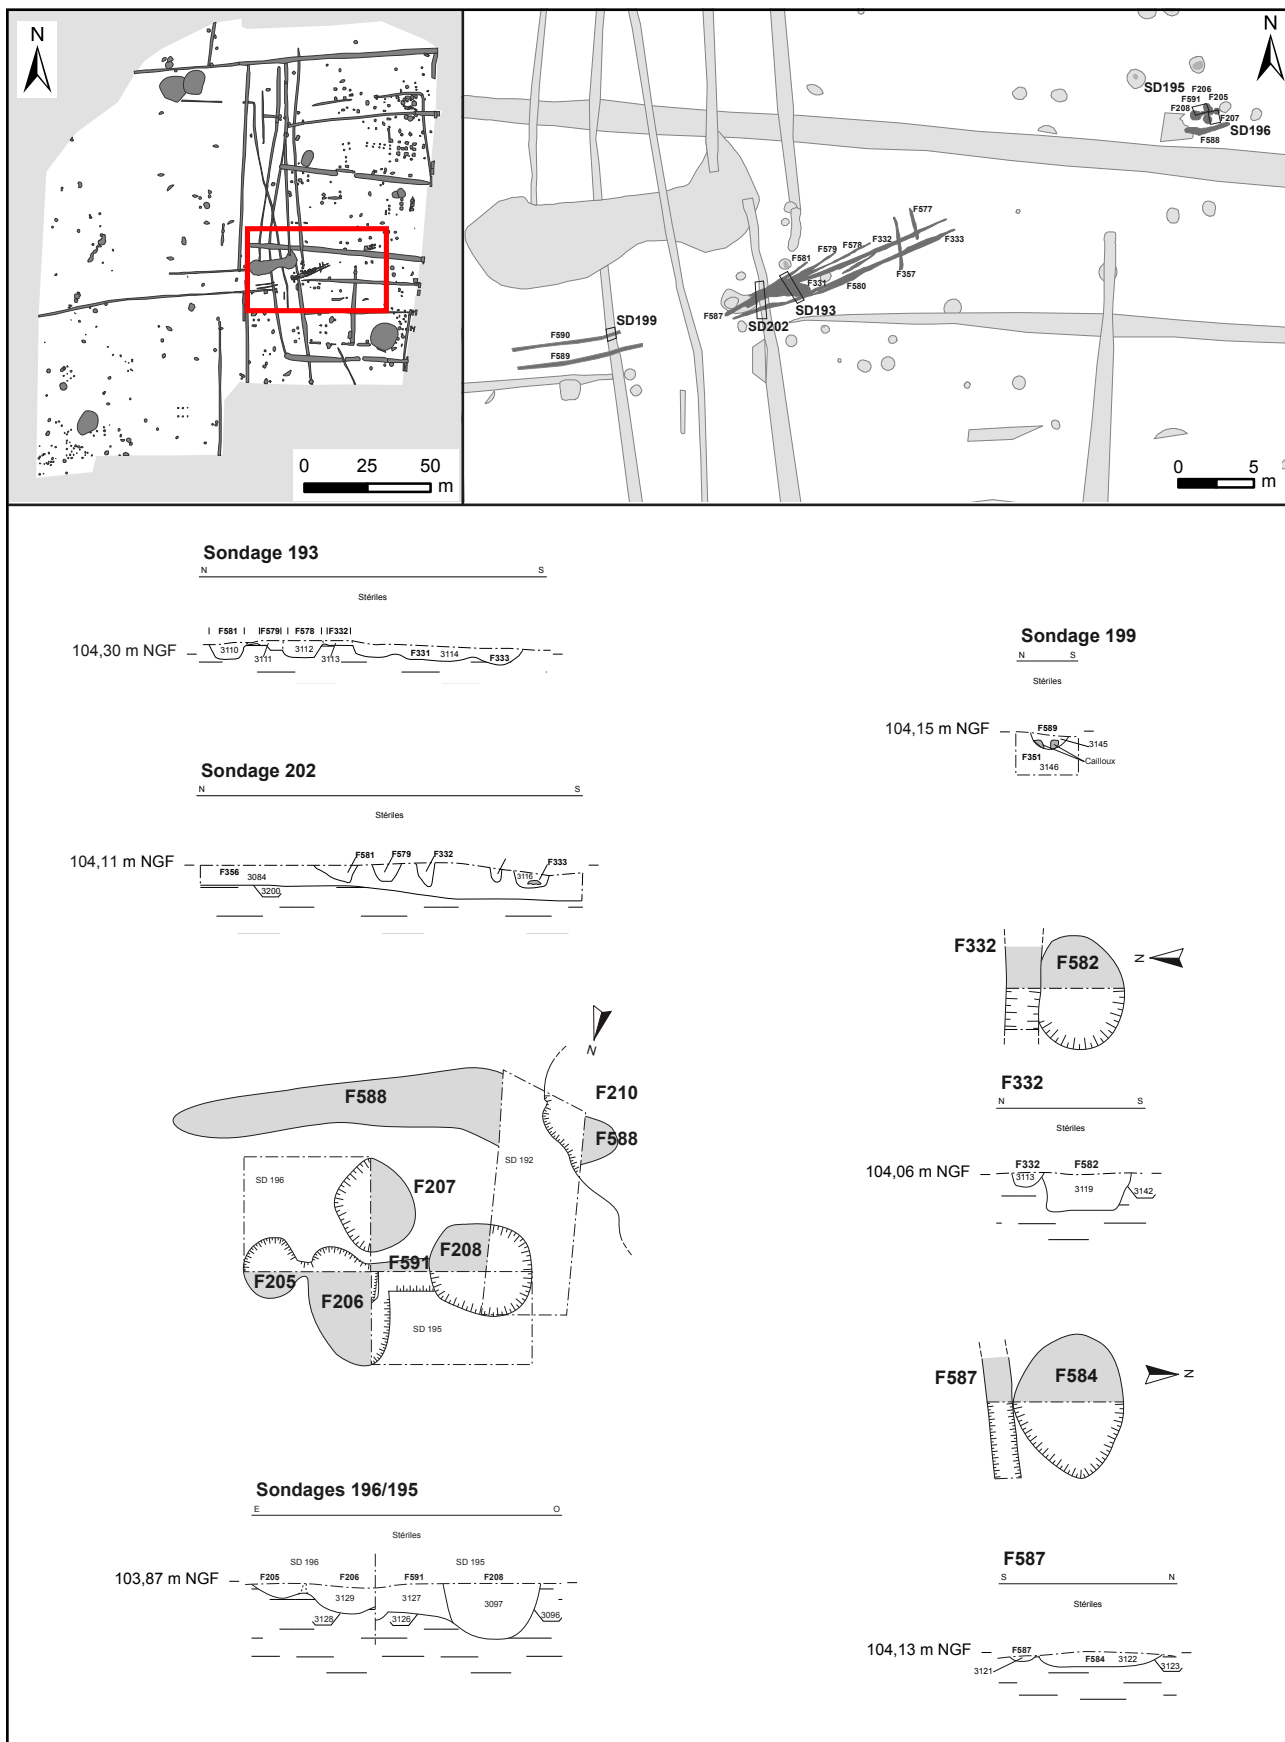 N
0 25 50
m
N
SD195 F206
F591 F205
F208 F207
SD196
F588
F577
F332
F333
F578
F579
F581
F357
F331
F580
F587
SD193
SD202
SD199
F590
F589
0 5
m
Sondage 193
N S
Stériles
F581 F579 F578 F332
104,30 m NGF
3110 3112 3114
3111 3113 F331 F333
Sondage 199
N S
Stériles
104,15 m NGF
F589
3145
F351
Cailloux
3146
Sondage 202
N S
Stériles
104,11 m NGF
F581 F579 F332 F333
F356 3084 3116
3200
F332 F582
N
F332
N S
Stériles
104,06 m NGF
F332 F582
3113
3119 3142
N
F588
F210
F588
SD 192
SD 196
F207
F208
F591
F205
F206
SD 195
F587 F584
N
Sondages 196/195
E O
Stériles
SD 196 SD 195
103,87 m NGF
F205 F206 F591 F208
3129 3127 3097
3128 3126 3096
F587
S N
Stériles
104,13 m NGF
F587
F584 3122
3121 3123